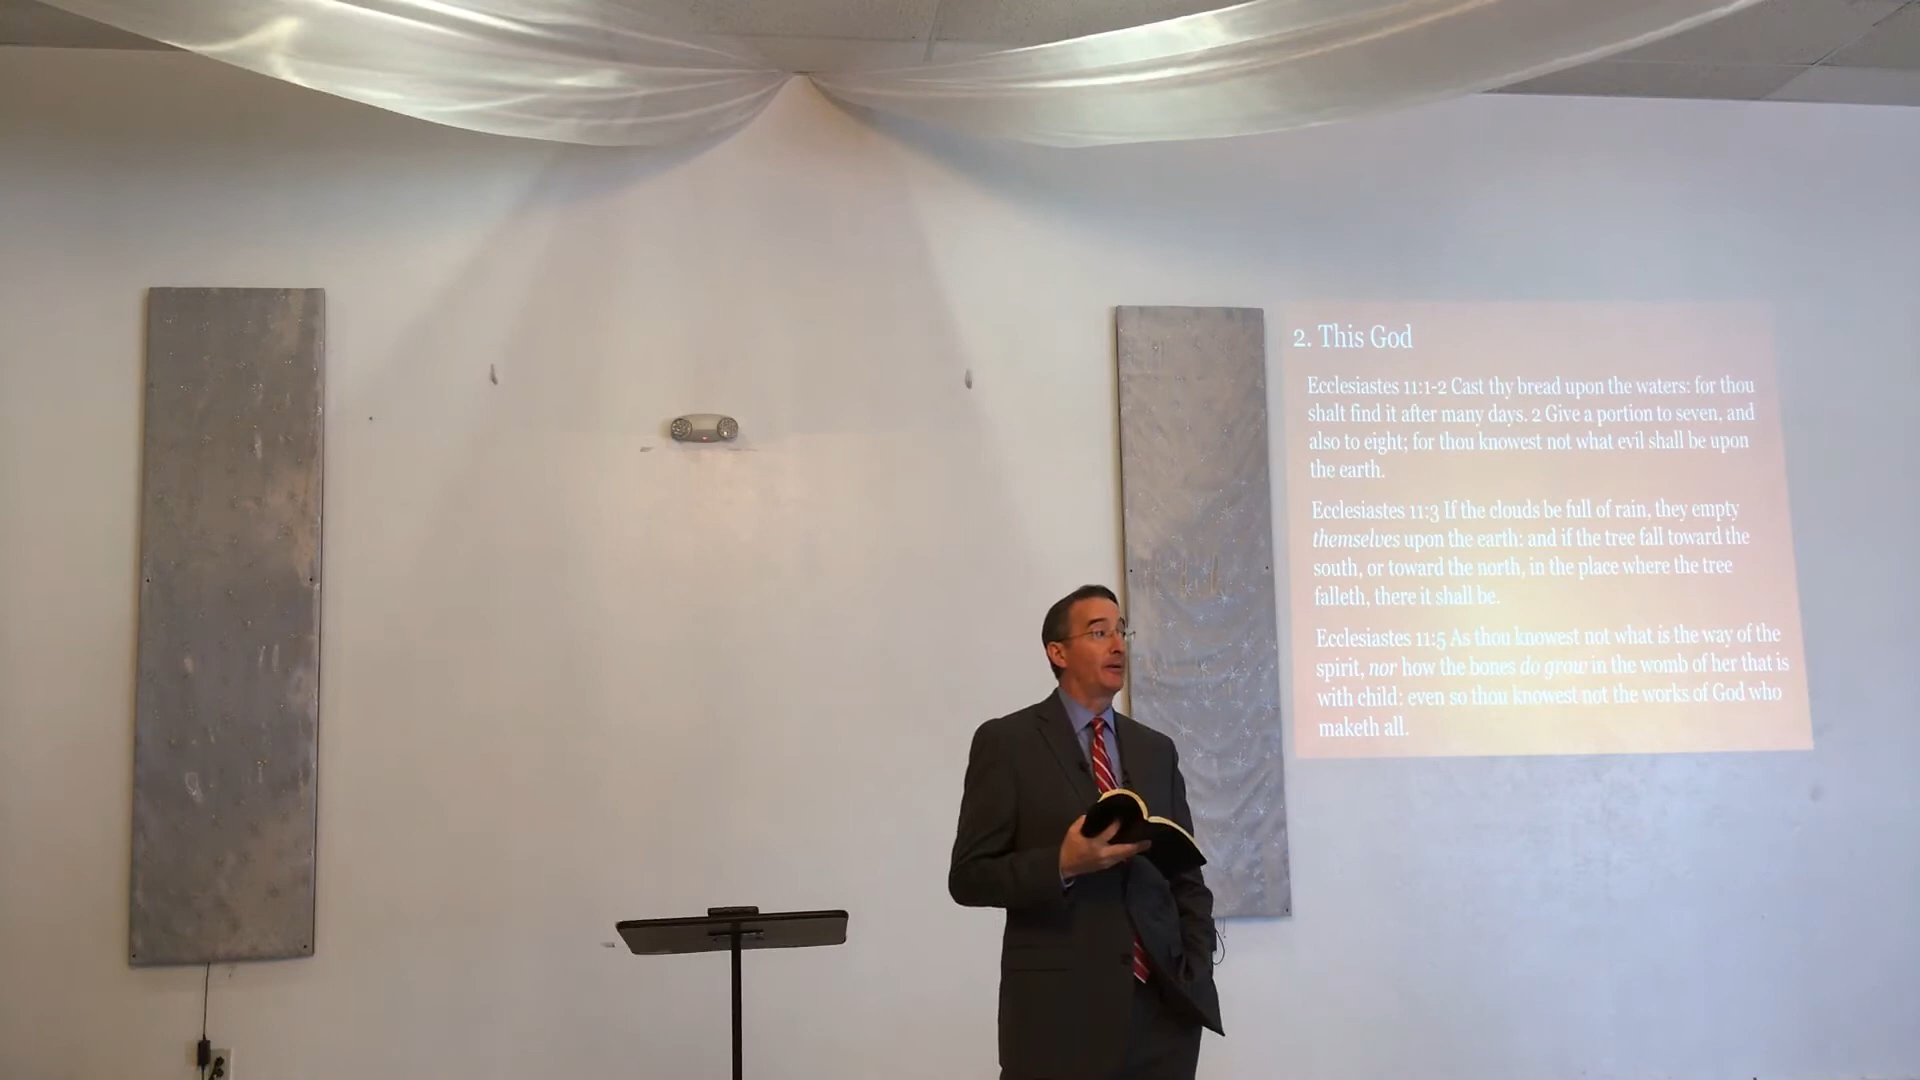 2. This God
Ecclesiastes 11:1-2 Cast thy bread upon the waters: for thou
shalt find it after many days. 2 Give a portion to seven, and
also to eight; for thou knowest not what evil shall be upon
the earth.
Ecclesiastes 11:3 If the clouds be full of rain, they empty
themselves upon the earth: and if the tree fall toward the
south, or toward the north, in the place where the tree
falleth, there it shall be.
Ecclesiastes 11:5 As thou knowest not what is the way of the
spirit, nor how the bones do grow in the womb of her that is
with child: even so thou knowest not the works of God who
maketh all.